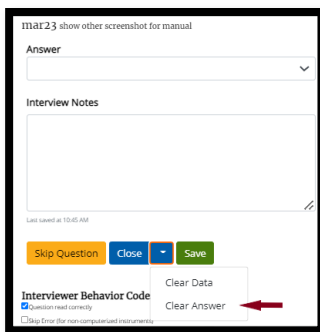 mar23 show other screenshot for manual
Answer
Interview Notes
Last saved at 10:45 AM
Skip Question Close Save
Clear Data
Interviewer Behavior Code
Question read correctly
Clear Answer
Skip Error (for non-computerized instruments